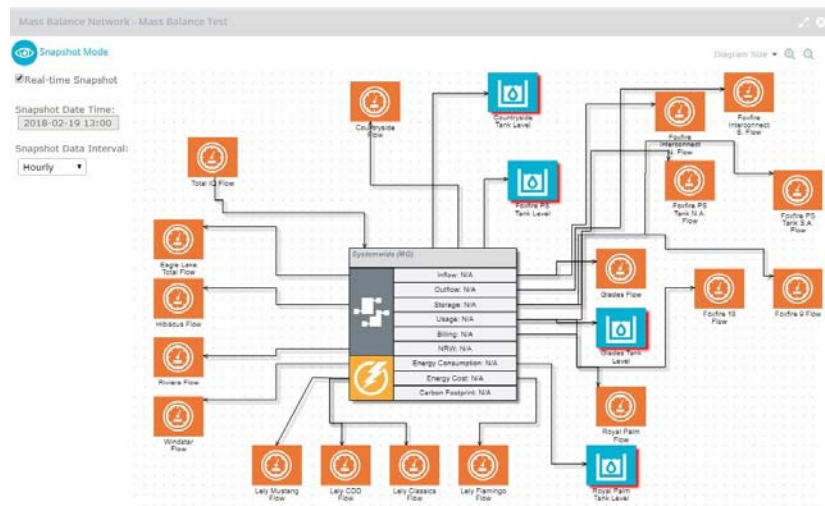 Mass Balance Network - Mass Balance Test
Snapshot Mode
Diagram Size
Real-time Snapshot
Snapshot Date Time:
2018-02-19 13:00
Snapshot Data Interval:
Hourly
Countryside
Flow
Countryside
Tank Level
Foxfire
Interconnect
N. Flow
Foxfire
Interconnect
S. Flow
Total IQ Flow
Foxfire PS
Tank Level
Foxfire PS
Tank N.A.
Flow
Foxfire PS
Tank S.A.
Flow
Eagle Lake
Total Flow
Systemwide (MG)
Inflow: N/A
Outflow: N/A
Storage: N/A
Usage: N/A
Billing: N/A
NRW: N/A
Energy Consumption: N/A
Energy Cost: N/A
Carbon Footprint: N/A
Glades Flow
Foxfire 18
Flow
Foxfire 9 Flow
Hibiscus Flow
Glades Tank
Level
Riviera Flow
Windstar
Flow
Royal Palm
Flow
Lely Mustang
Flow
Lely CDD
Flow
Lely Classics
Flow
Lely Flamingo
Flow
Royal Palm
Tank Level